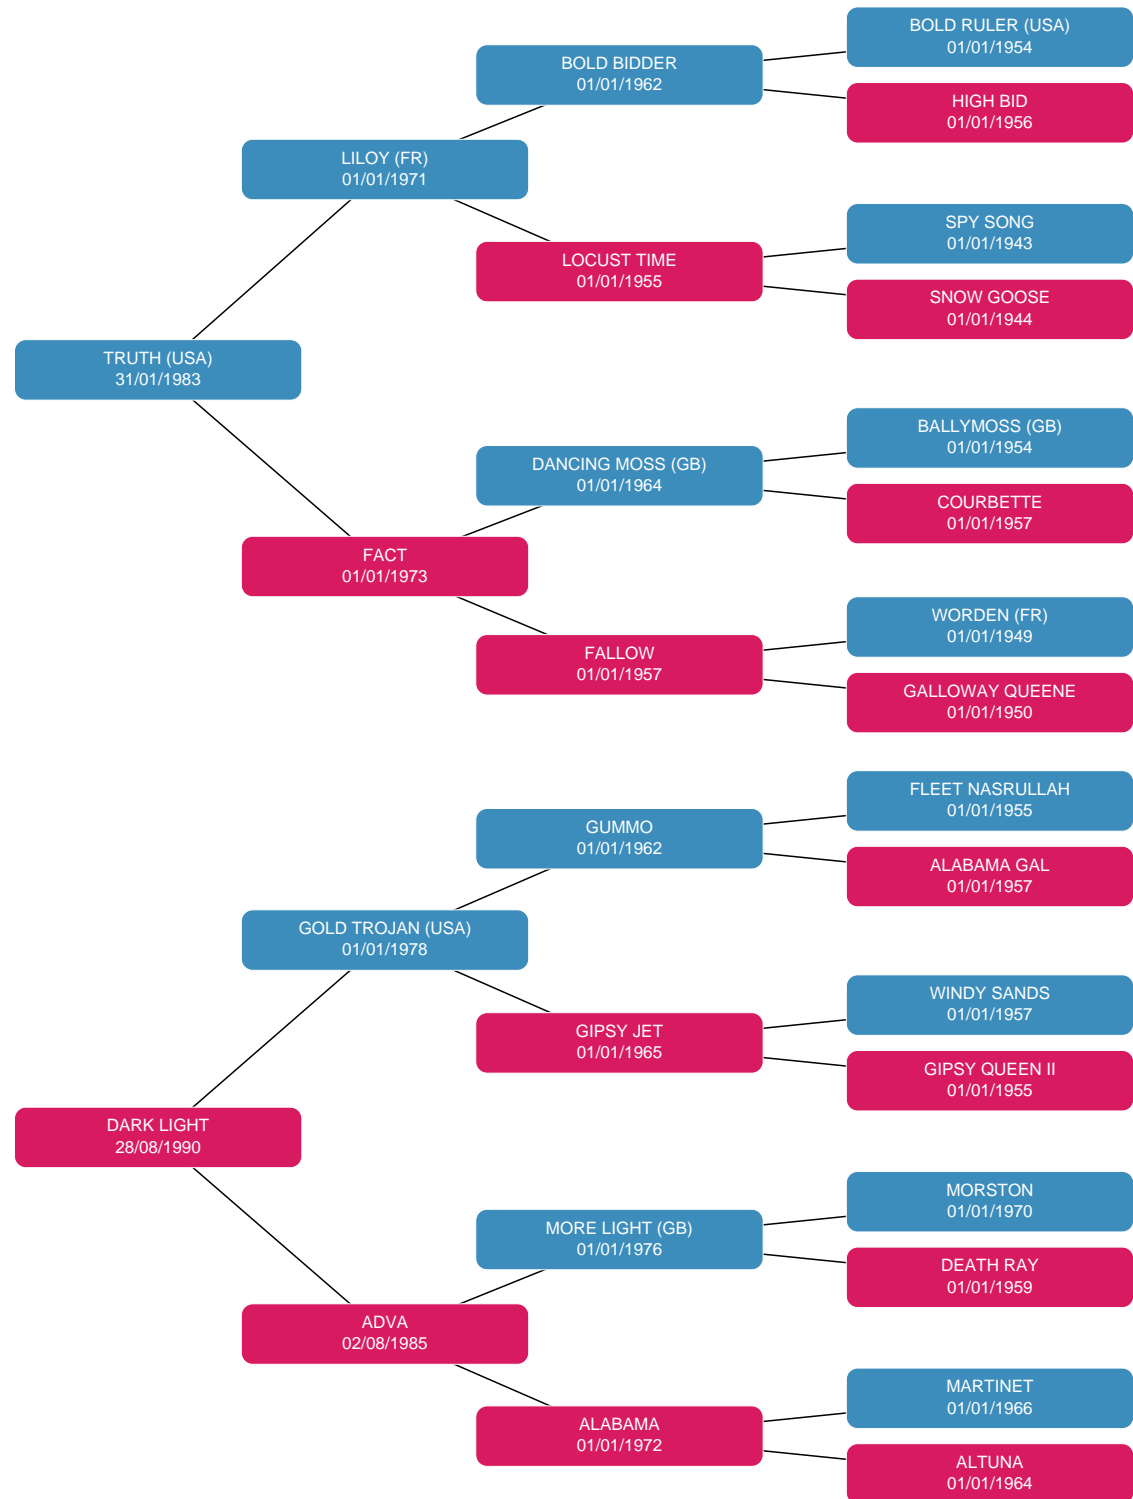 BOLD RULER (USA)
01/01/1954
BOLD BIDDER
01/01/1962
HIGH BID
01/01/1956
LILOY (FR)
01/01/1971
SPY SONG
01/01/1943
LOCUST TIME
01/01/1955
SNOW GOOSE
01/01/1944
TRUTH (USA)
31/01/1983
BALLYMOSS (GB)
01/01/1954
DANCING MOSS (GB)
01/01/1964
COURBETTE
01/01/1957
FACT
01/01/1973
WORDEN (FR)
01/01/1949
FALLOW
01/01/1957
GALLOWAY QUEENE
01/01/1950
FLEET NASRULLAH
01/01/1955
GUMMO
01/01/1962
ALABAMA GAL
01/01/1957
GOLD TROJAN (USA)
01/01/1978
WINDY SANDS
01/01/1957
GIPSY JET
01/01/1965
GIPSY QUEEN II
01/01/1955
DARK LIGHT
28/08/1990
MORSTON
01/01/1970
MORE LIGHT (GB)
01/01/1976
DEATH RAY
01/01/1959
ADVA
02/08/1985
MARTINET
01/01/1966
ALABAMA
01/01/1972
ALTUNA
01/01/1964